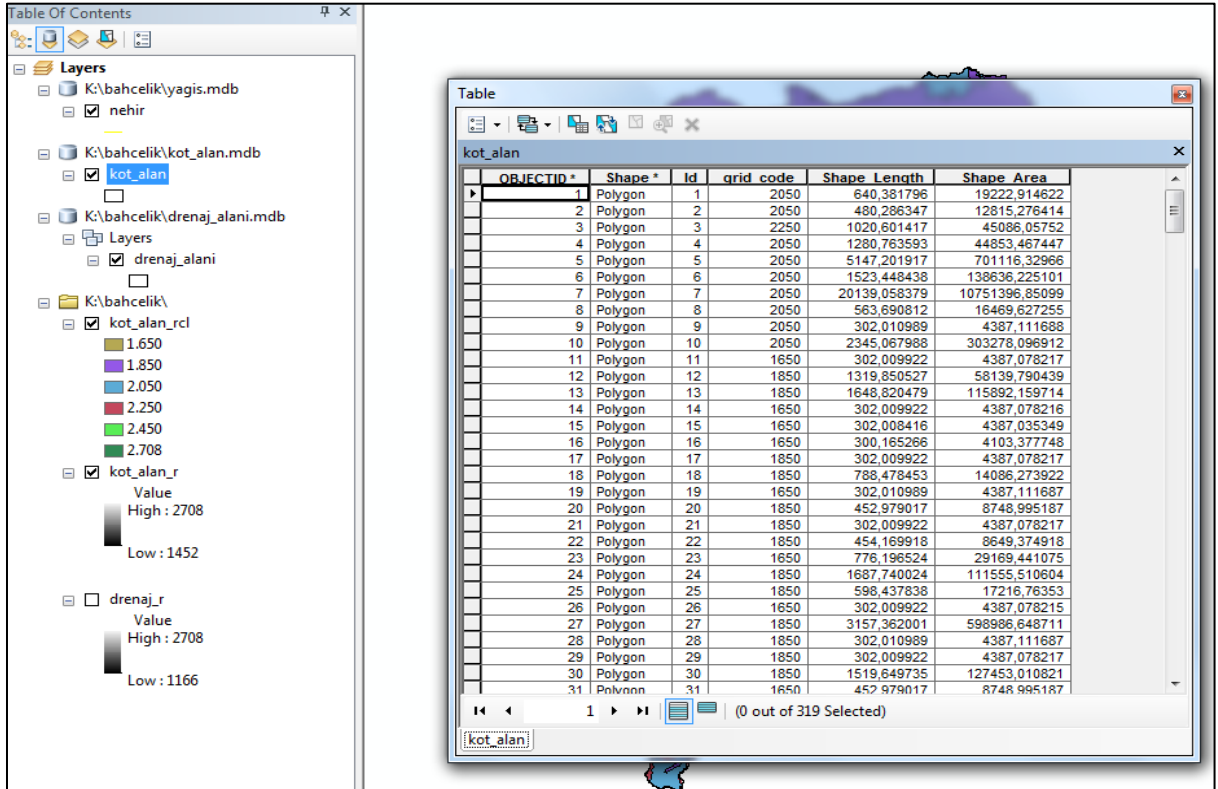 Table Of Contents
Layers
K:\bahcelik\yagis.mdb
nehir
K:\bahcelik\kot_alan.mdb
kot_alan
K:\bahcelik\drenaj_alani.mdb
Layers
drenaj_alani
K:\bahcelik\
kot_alan_rcl
1.650
1.850
2.050
2.250
2.450
2.708
kot_alan_r
Value
High : 2708
Low : 1452
drenaj_r
Value
High : 2708
Low : 1166
Table
kot_alan
OBJECTID * Shape * Id grid_code Shape_Length Shape_Area
1 Polygon 1 2050 640,381796 19222,914622
2 Polygon 2 2050 480,286347 12815,276414
3 Polygon 3 2250 1020,601417 45086,05752
4 Polygon 4 2050 1280,763593 44853,467447
5 Polygon 5 2050 5147,201917 701116,32966
6 Polygon 6 2050 1523,448438 138636,225101
7 Polygon 7 2050 20139,058379 10751396,85099
8 Polygon 8 2050 563,690812 16469,627255
9 Polygon 9 2050 302,010989 4387,111688
10 Polygon 10 2050 2345,067988 303278,096912
11 Polygon 11 1650 302,009922 4387,078217
12 Polygon 12 1850 1319,850527 58139,790439
13 Polygon 13 1850 1648,820479 115892,159714
14 Polygon 14 1650 302,009922 4387,078216
15 Polygon 15 1650 302,008416 4387,035349
16 Polygon 16 1650 300,165266 4103,377748
17 Polygon 17 1850 302,009922 4387,078217
18 Polygon 18 1850 788,478453 14086,273922
19 Polygon 19 1650 302,010989 4387,111687
20 Polygon 20 1850 452,979017 8748,995187
21 Polygon 21 1850 302,009922 4387,078217
22 Polygon 22 1850 454,169918 8649,374918
23 Polygon 23 1650 776,196524 29169,441075
24 Polygon 24 1850 1687,740024 111555,510604
25 Polygon 25 1850 598,437838 17216,76353
26 Polygon 26 1650 302,009922 4387,078215
27 Polygon 27 1850 3157,362001 598986,648711
28 Polygon 28 1850 302,010989 4387,111687
29 Polygon 29 1850 302,009922 4387,078217
30 Polygon 30 1850 1519,649735 127453,010821
31 Polygon 31 1650 452,979017 8748,995187
1 (0 out of 319 Selected)
kot_alan